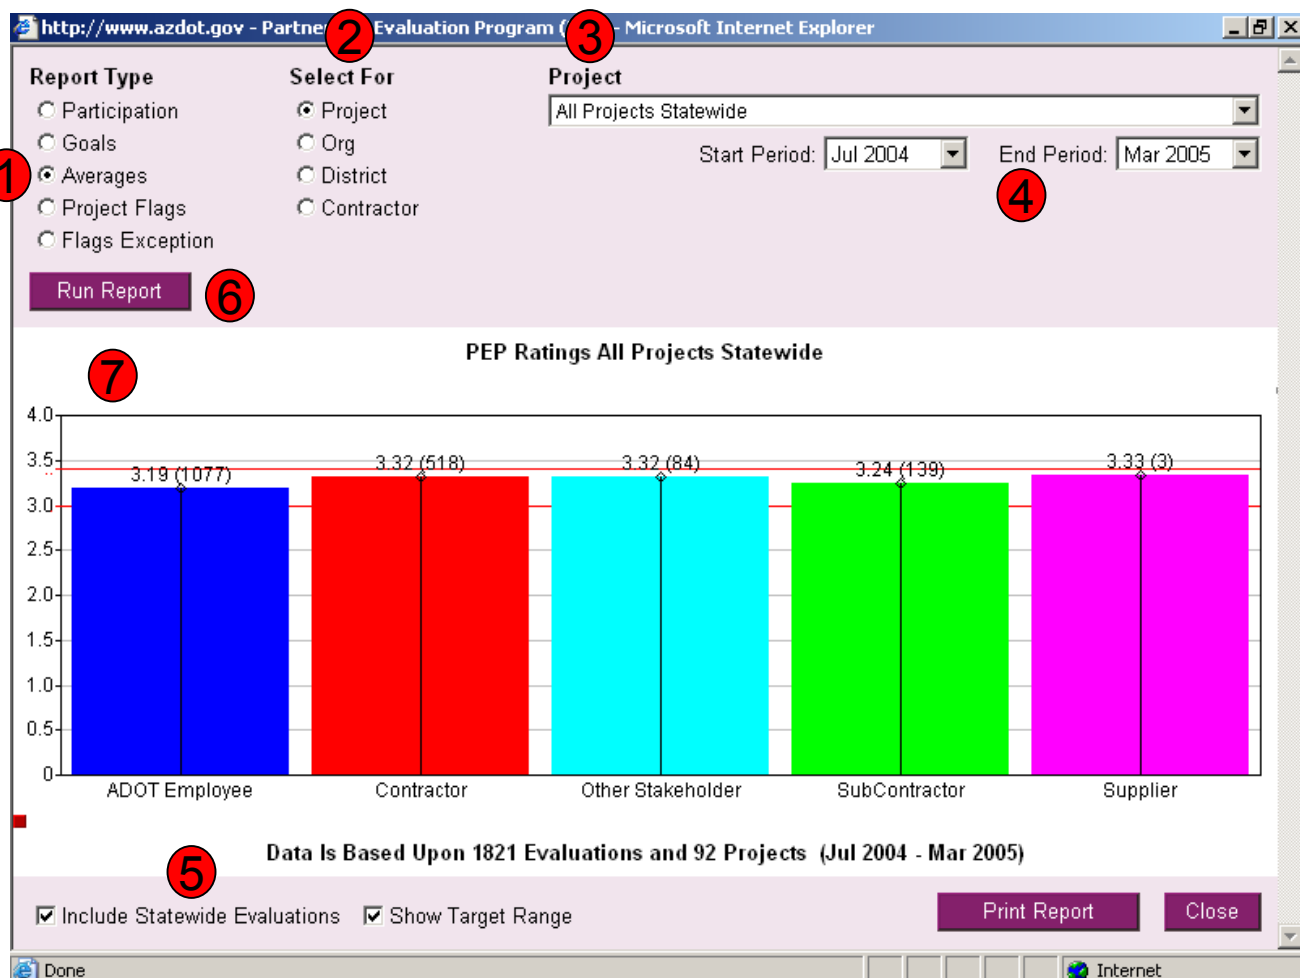 http://www.azdot.gov - Partne Evaluation Program ( - Microsoft Internet Explorer
2
3
Report Type
Select For
Project
Participation
Project
All Projects Statewide
Goals
Org
Start Period: Jul 2004
End Period: Mar 2005
1
Averages
District
4
Project Flags
Contractor
Flags Exception
Run Report
6
PEP Ratings All Projects Statewide
7
4.0
3.5
3.0
2.5
2.0
1.5
1.0
0.5
0
3.19 (1077)
3.32 (518)
3.32 (84)
3.24 (139)
3.33 (3)
ADOT Employee
Contractor
Other Stakeholder
SubContractor
Supplier
Data Is Based Upon 1821 Evaluations and 92 Projects (Jul 2004 - Mar 2005)
5
Include Statewide Evaluations
Show Target Range
Print Report
Close
Done
Internet